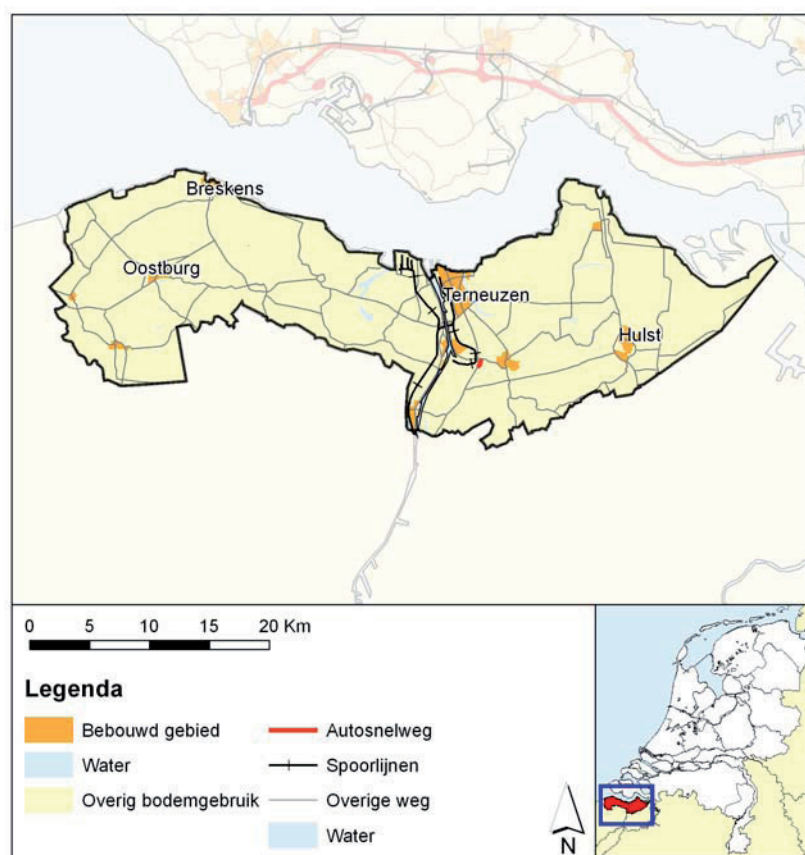 Breskens
Oostburg
Terneuzen
Hulst
0 5 10 15 20 Km
Legenda
Bebouwd gebied
Water
Overig bodemgebruik
Autosnelweg
Spoorlijnen
Overige weg
Water
N